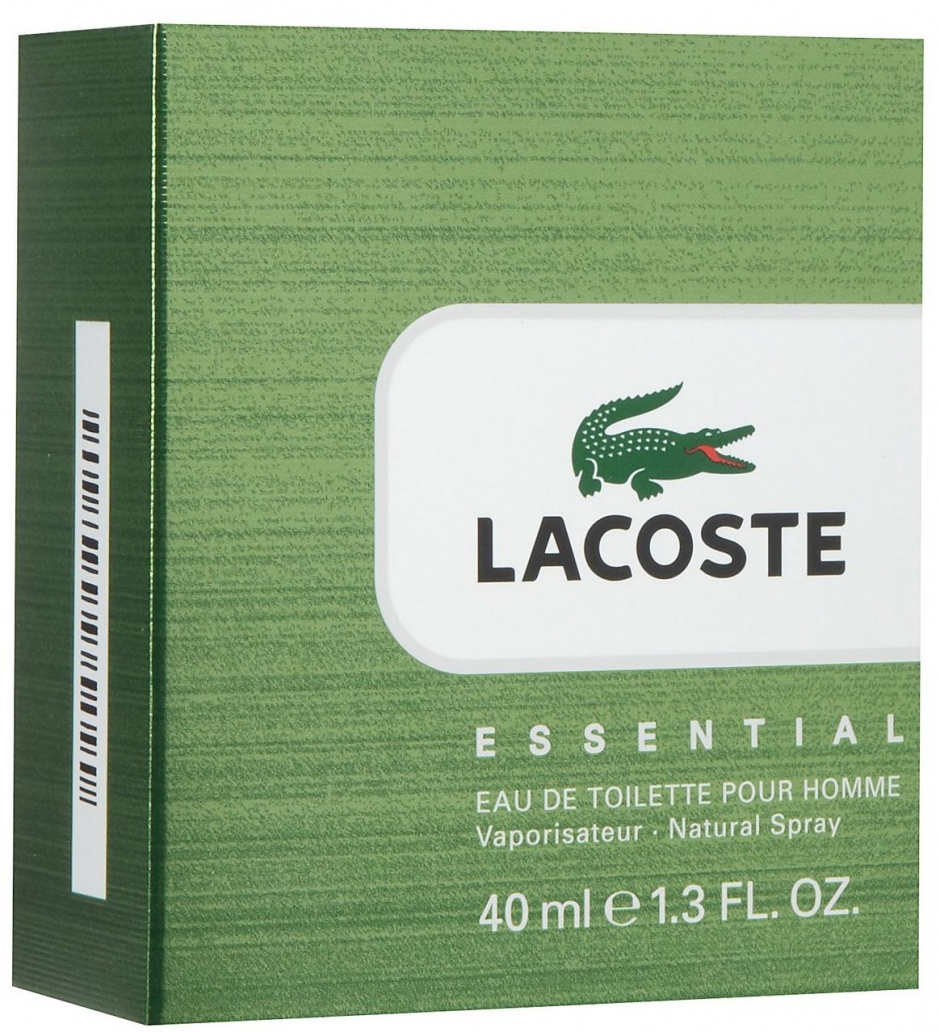 LACOSTE
ESSENTIAL
EAU DE TOILETTE POUR HOMME
Vaporisateur · Natural Spray
40 ml ℮ 1.3 FL. OZ.